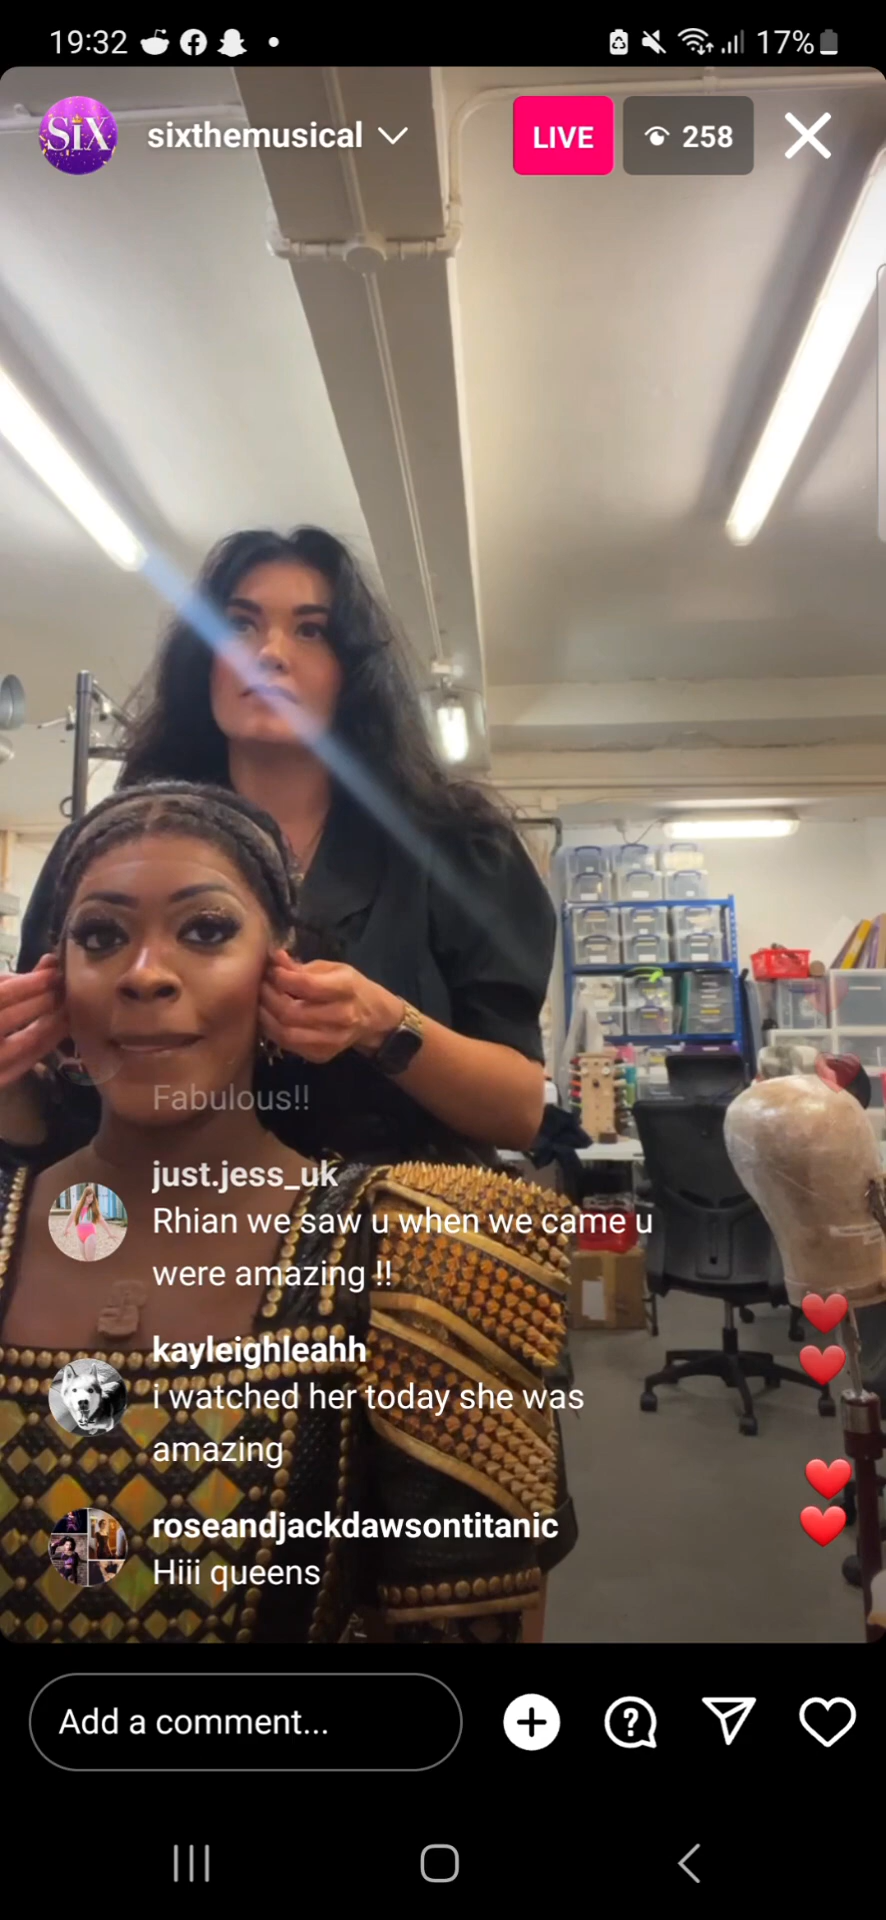 19:32
17%
SiX
sixthemusical
LIVE
258
Fabulous!!
just.jess_uk
Rhian we saw u when we came u
were amazing !!
kayleighleahh
i watched her today she was
amazing
roseandjackdawsontitanic
Hiii queens
Add a comment...